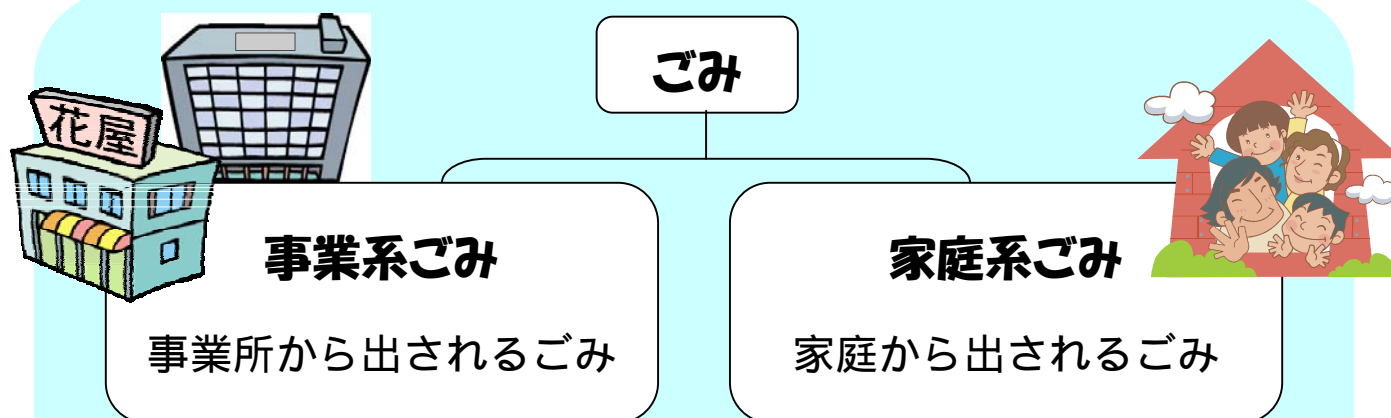 ごみ
花屋
事業系ごみ
事業所から出されるごみ
家庭系ごみ
家庭から出されるごみ